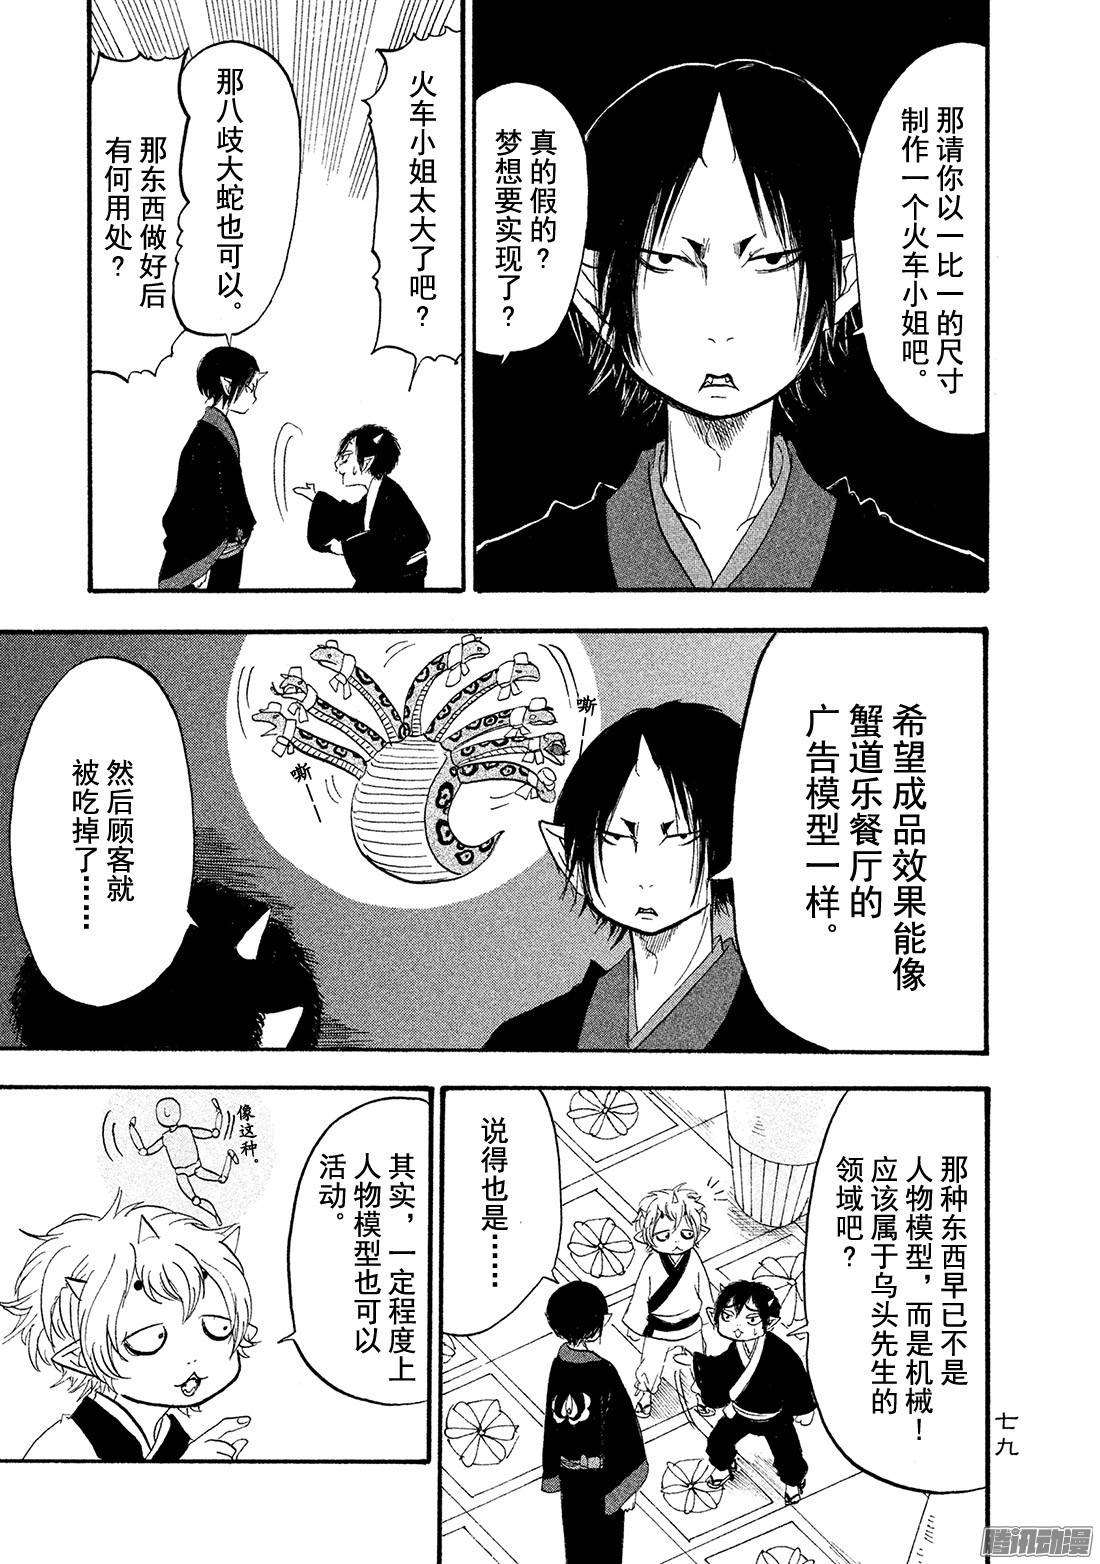 那请你以一比一的尺寸
制作一个火车小姐吧。
真的假的？
梦想要实现了？
火车小姐太大了吧？
那八歧大蛇也可以。
那东西做好后
有何用处？
希望成品效果能像
蟹道乐餐厅的
广告模型一样。
嘶
嘶
然后顾客就
被吃掉了……
那种东西早已不是
人物模型，而是机械！
应该属于乌头先生的
领域吧？
说得也是……
其实，一定程度上
人物模型也可以
活动。
像这种。
七九
腾讯动漫